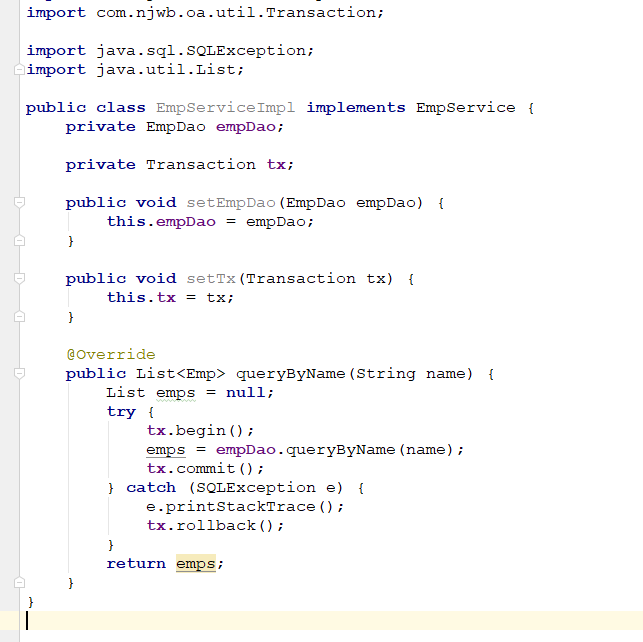 import com.njwb.oa.util.Transaction;
import java.sql.SQLException;
import java.util.List;
public class EmpServiceImpl implements EmpService {
private EmpDao empDao;
private Transaction tx;
public void setEmpDao(EmpDao empDao) {
this.empDao = empDao;
}
public void setTx(Transaction tx) {
this.tx = tx;
}
@Override
public List<Emp> queryByName(String name) {
List emps = null;
try {
tx.begin();
emps = empDao.queryByName(name);
tx.commit();
} catch (SQLException e) {
e.printStackTrace();
tx.rollback();
}
return emps;
}
}